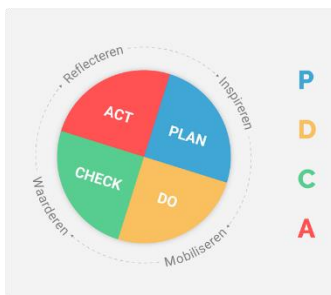 Reflecteren
Inspireren
ACT
PLAN
CHECK
DO
Waarderen
Mobiliseren
P
D
C
A